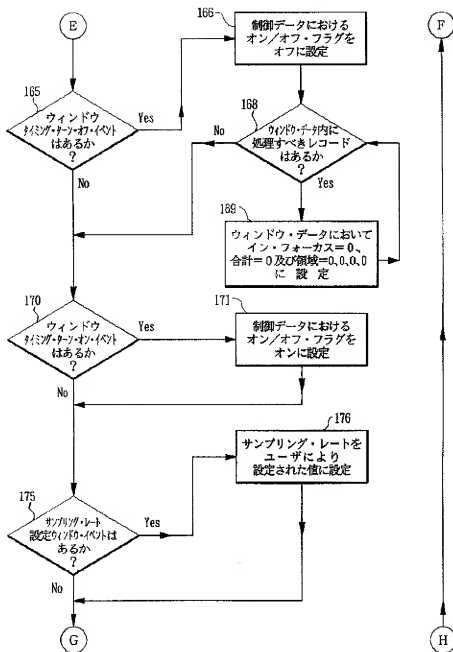 E
F
166
制御データにおける
オン/オフ・フラグを
オフに設定
165
ウィンドウ
タイミング・ターン・オフ・イベント
はあるか
?
Yes
No
168
ウィンドウ・データ内に
処理すべきレコード
はあるか
?
No
Yes
189
ウィンドウ・データにおいて
イン・フォーカス=0、
合計=0及び領域=0,0,0,0
に設定
170
ウィンドウ
タイミング・ターン・オン・イベント
はあるか
?
Yes
No
171
制御データにおける
オン/オフ・フラグを
オンに設定
176
サンプリング・レートを
ユーザにより
設定された値に設定
175
サンプリング・レート
設定ウィンドウ・イベントは
あるか
?
Yes
No
G
H